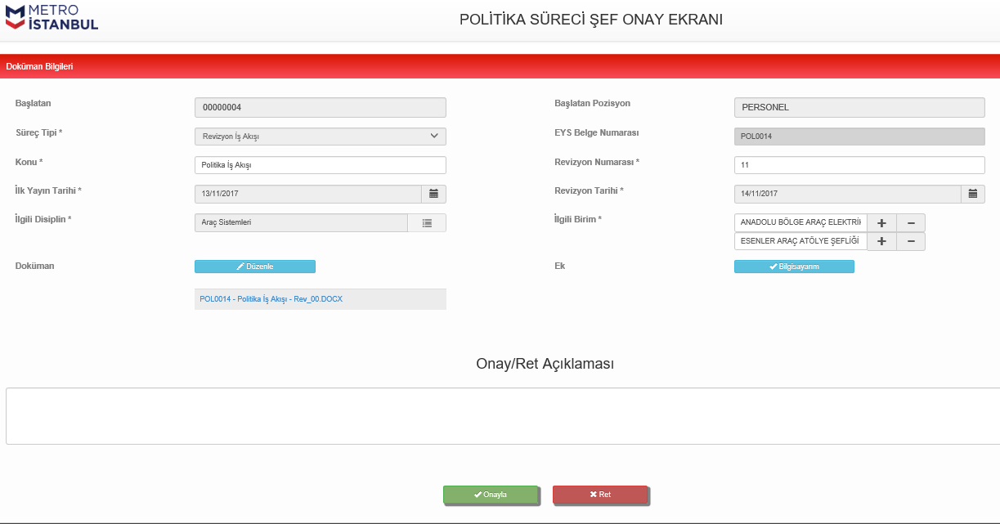 METRO
İSTANBUL
POLİTİKA SÜRECİ ŞEF ONAY EKRANI
Doküman Bilgileri
Başlatan 00000004 Başlatan Pozisyon PERSONEL
Süreç Tipi * Revizyon İş Akışı EYS Belge Numarası POL0014
Konu * Politika İş Akışı Revizyon Numarası * 11
İlk Yayın Tarihi * 13/11/2017 Revizyon Tarihi * 14/11/2017
İlgili Disiplin * Araç Sistemleri İlgili Birim * ANADOLU BÖLGE ARAÇ ELEKTRİK
ESENLER ARAÇ ATÖLYE ŞEFLİĞİ
Doküman Düzenle Ek Bilgisayarım
POL0014 - Politika İş Akışı - Rev_00.DOCX
Onay/Ret Açıklaması
Onayla Ret